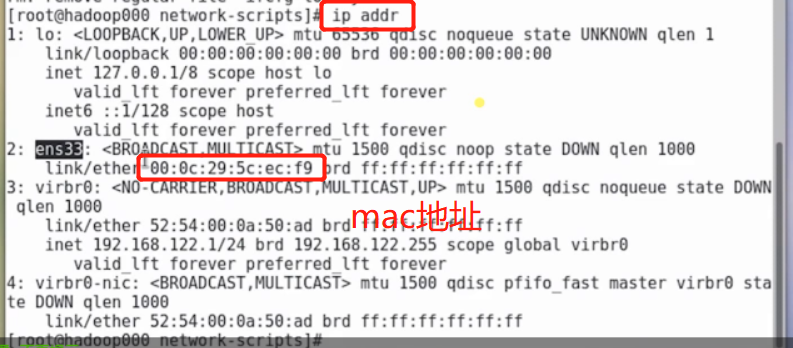 rm: remove regular file
[root@hadoop000 network-scripts]# ip addr
1: lo: <LOOPBACK,UP,LOWER_UP> mtu 65536 qdisc noqueue state UNKNOWN qlen 1
link/loopback 00:00:00:00:00:00 brd 00:00:00:00:00:00
inet 127.0.0.1/8 scope host lo
valid_lft forever preferred_lft forever
inet6 ::1/128 scope host
valid_lft forever preferred_lft forever
2: ens33: <BROADCAST,MULTICAST> mtu 1500 qdisc noop state DOWN qlen 1000
link/ether 00:0c:29:5c:ec:f9 brd ff:ff:ff:ff:ff:ff
3: virbr0: <NO-CARRIER,BROADCAST,MULTICAST,UP> mtu 1500 qdisc noqueue state DOWN
qlen 1000
mac地址
link/ether 52:54:00:0a:50:ad brd ff:ff:ff:ff:ff:ff
inet 192.168.122.1/24 brd 192.168.122.255 scope global virbr0
valid_lft forever preferred_lft forever
4: virbr0-nic: <BROADCAST,MULTICAST> mtu 1500 qdisc pfifo_fast master virbr0 sta
te DOWN qlen 1000
link/ether 52:54:00:0a:50:ad brd ff:ff:ff:ff:ff:ff
[root@hadoop000 network-scripts]#